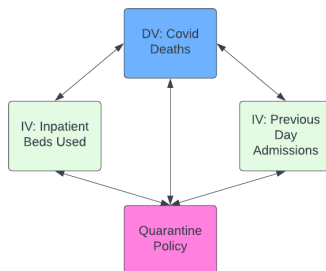 DV: Covid
Deaths
IV: Inpatient
Beds Used
IV: Previous
Day
Admissions
Quarantine
Policy